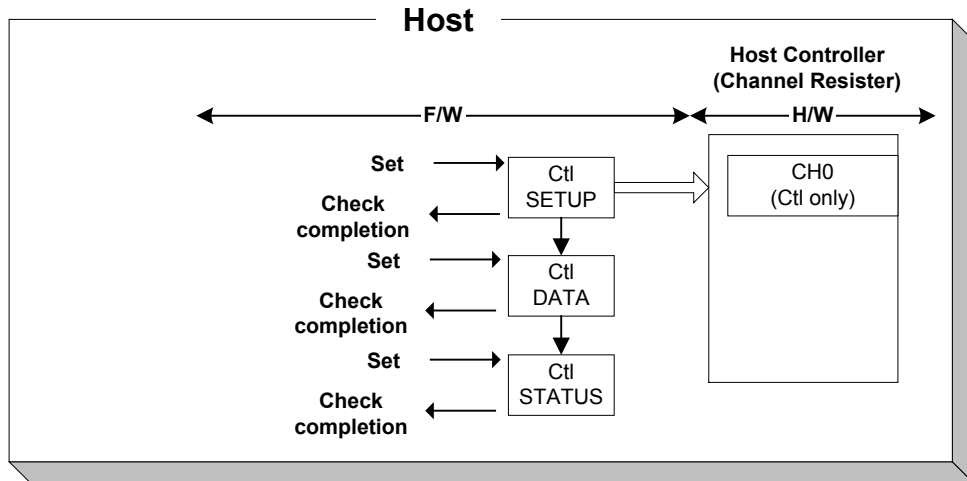 Host
Host Controller
(Channel Resister)
F/W
H/W
Set
Ctl
SETUP
CH0
(Ctl only)
Check
completion
Set
Ctl
DATA
Check
completion
Set
Ctl
STATUS
Check
completion